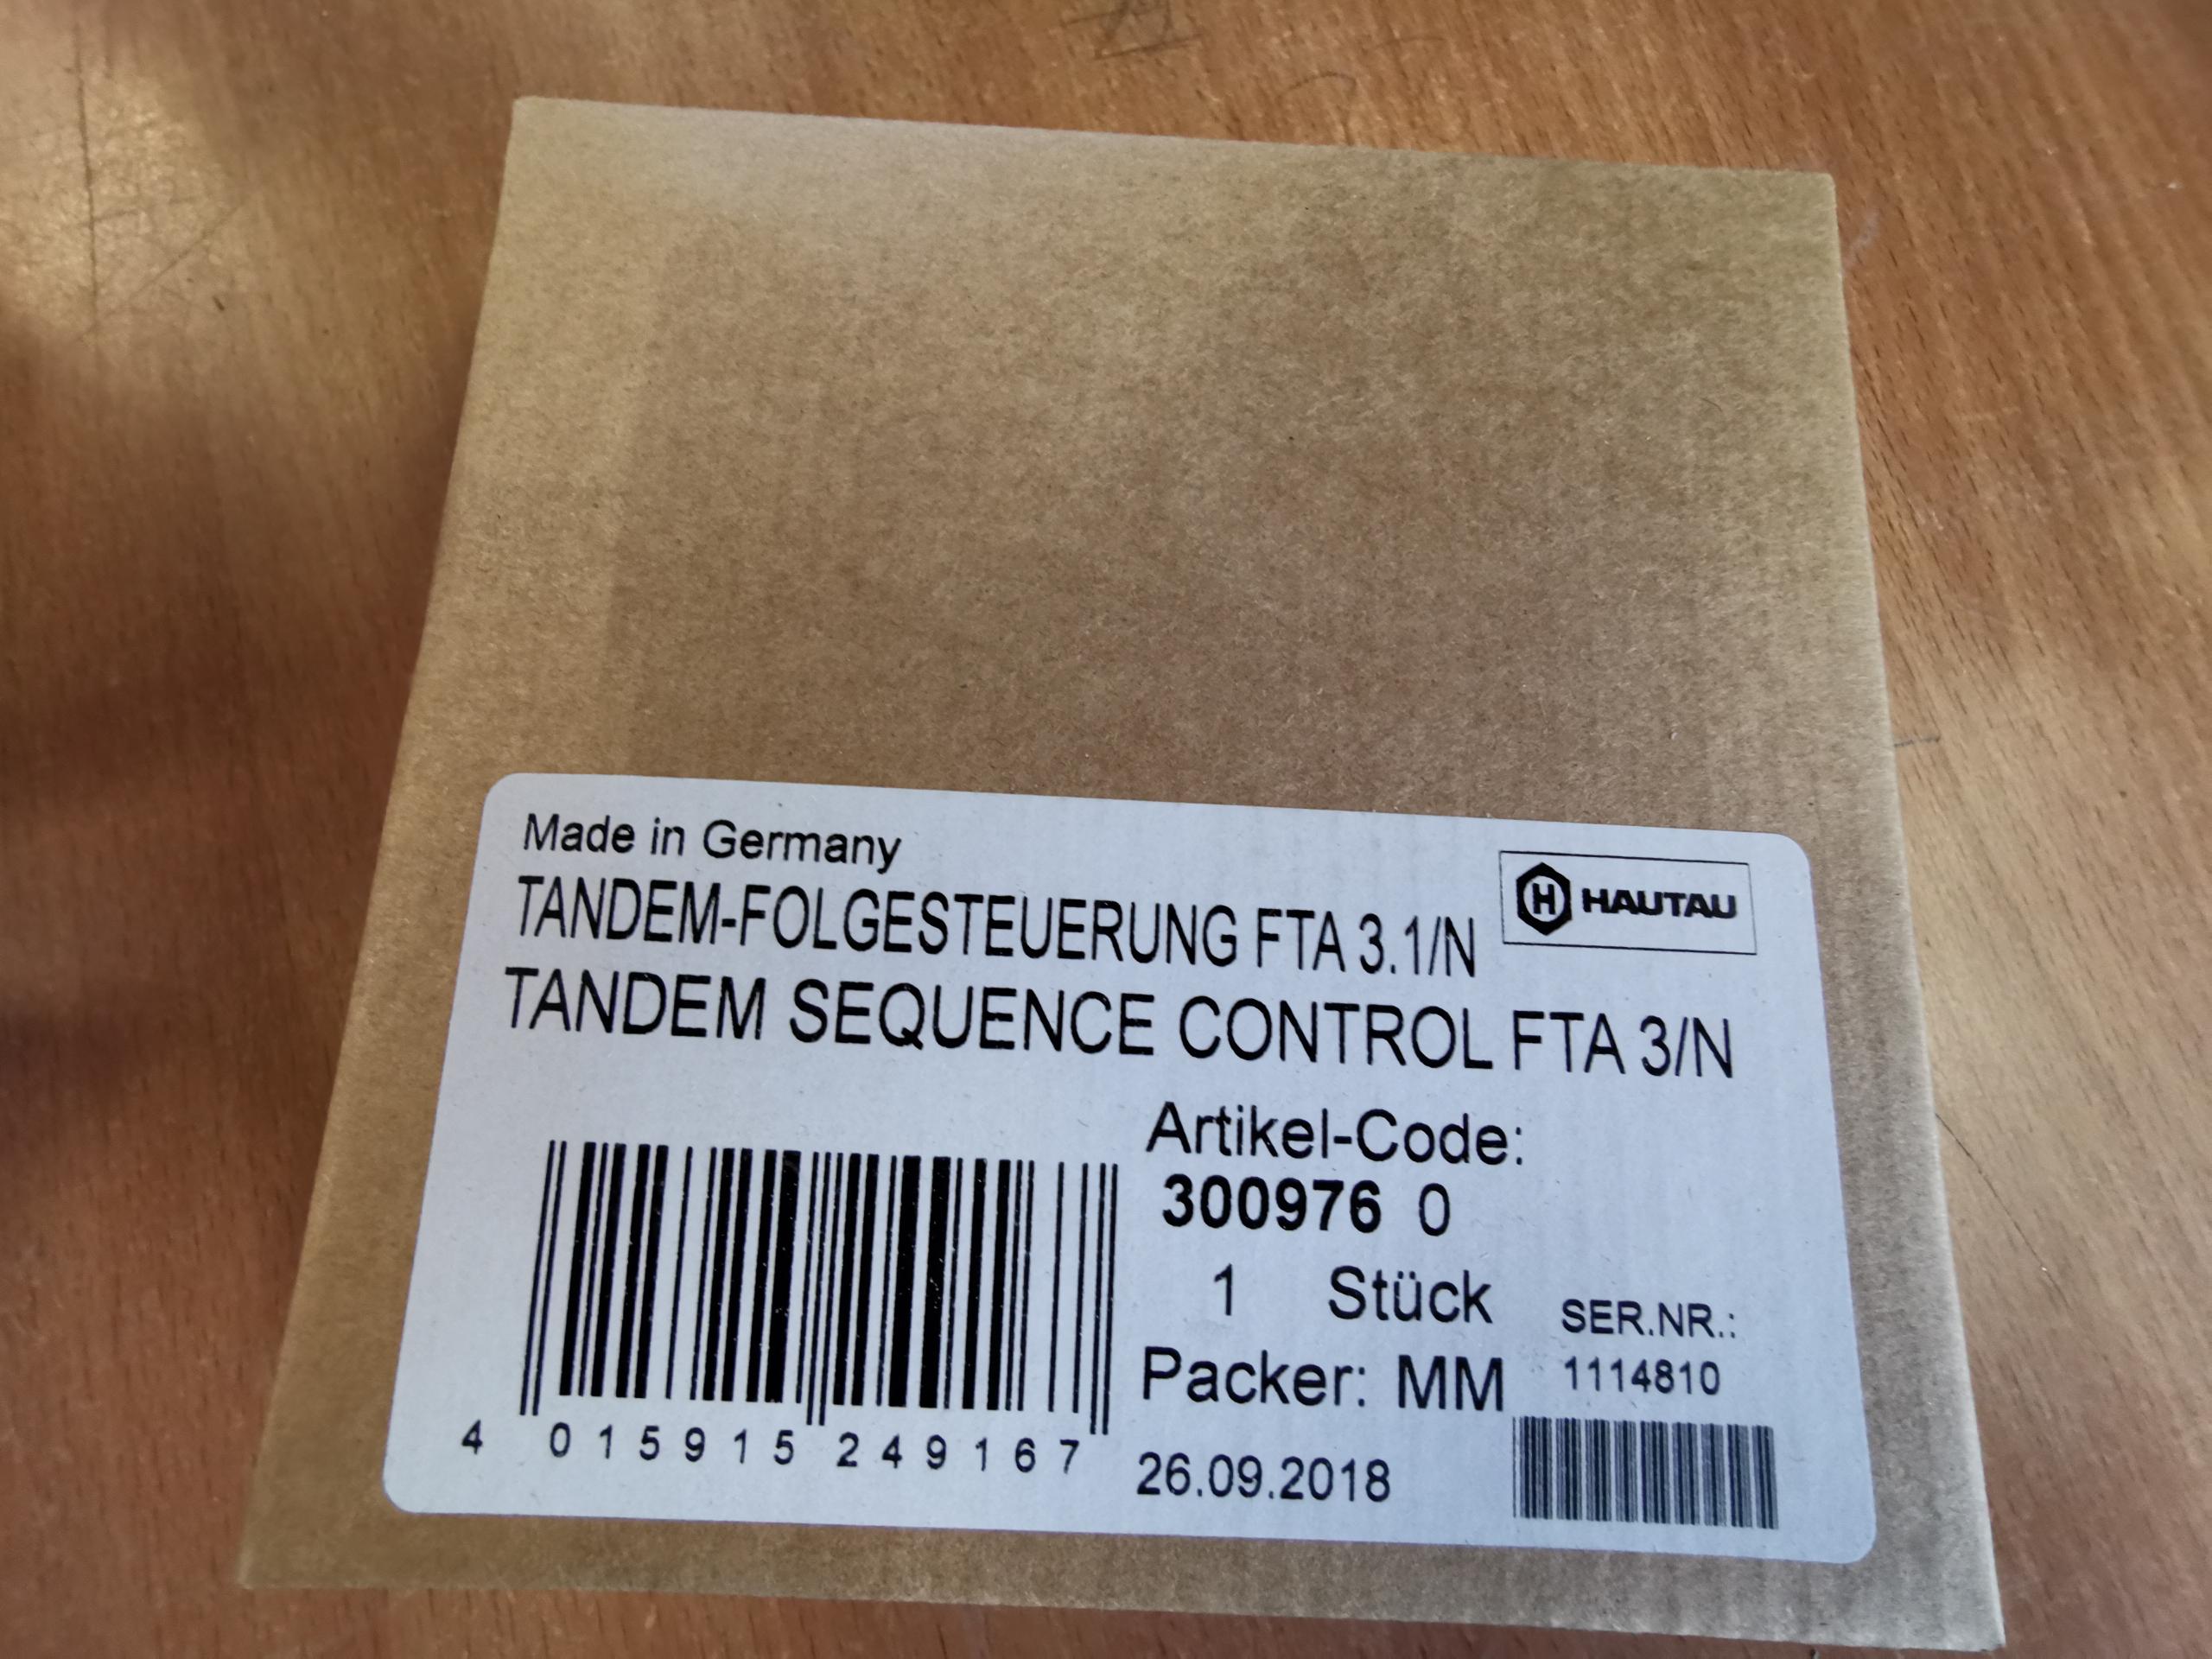 Made in Germany
HAUTAU
TANDEM-FOLGESTEUERUNG FTA 3.1/N
TANDEM SEQUENCE CONTROL FTA 3/N
Artikel-Code:
300976 0
1 Stück
SER.NR.:
Packer: MM
1114810
4 015915 249167
26.09.2018